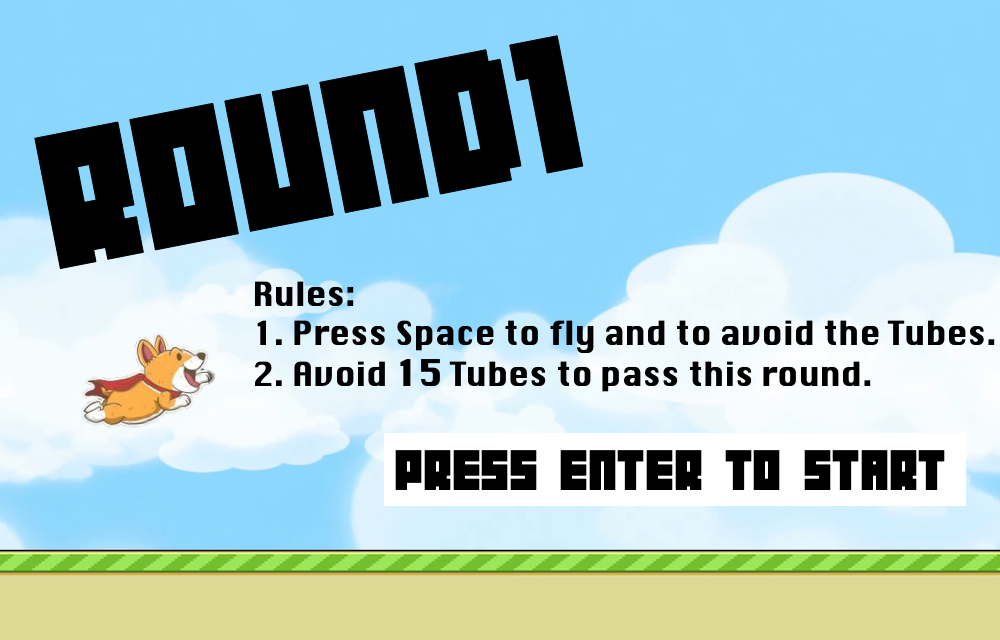 ROUND1
Rules:
1. Press Space to fly and to avoid the Tubes.
2. Avoid 15 Tubes to pass this round.
PRESS ENTER TO START